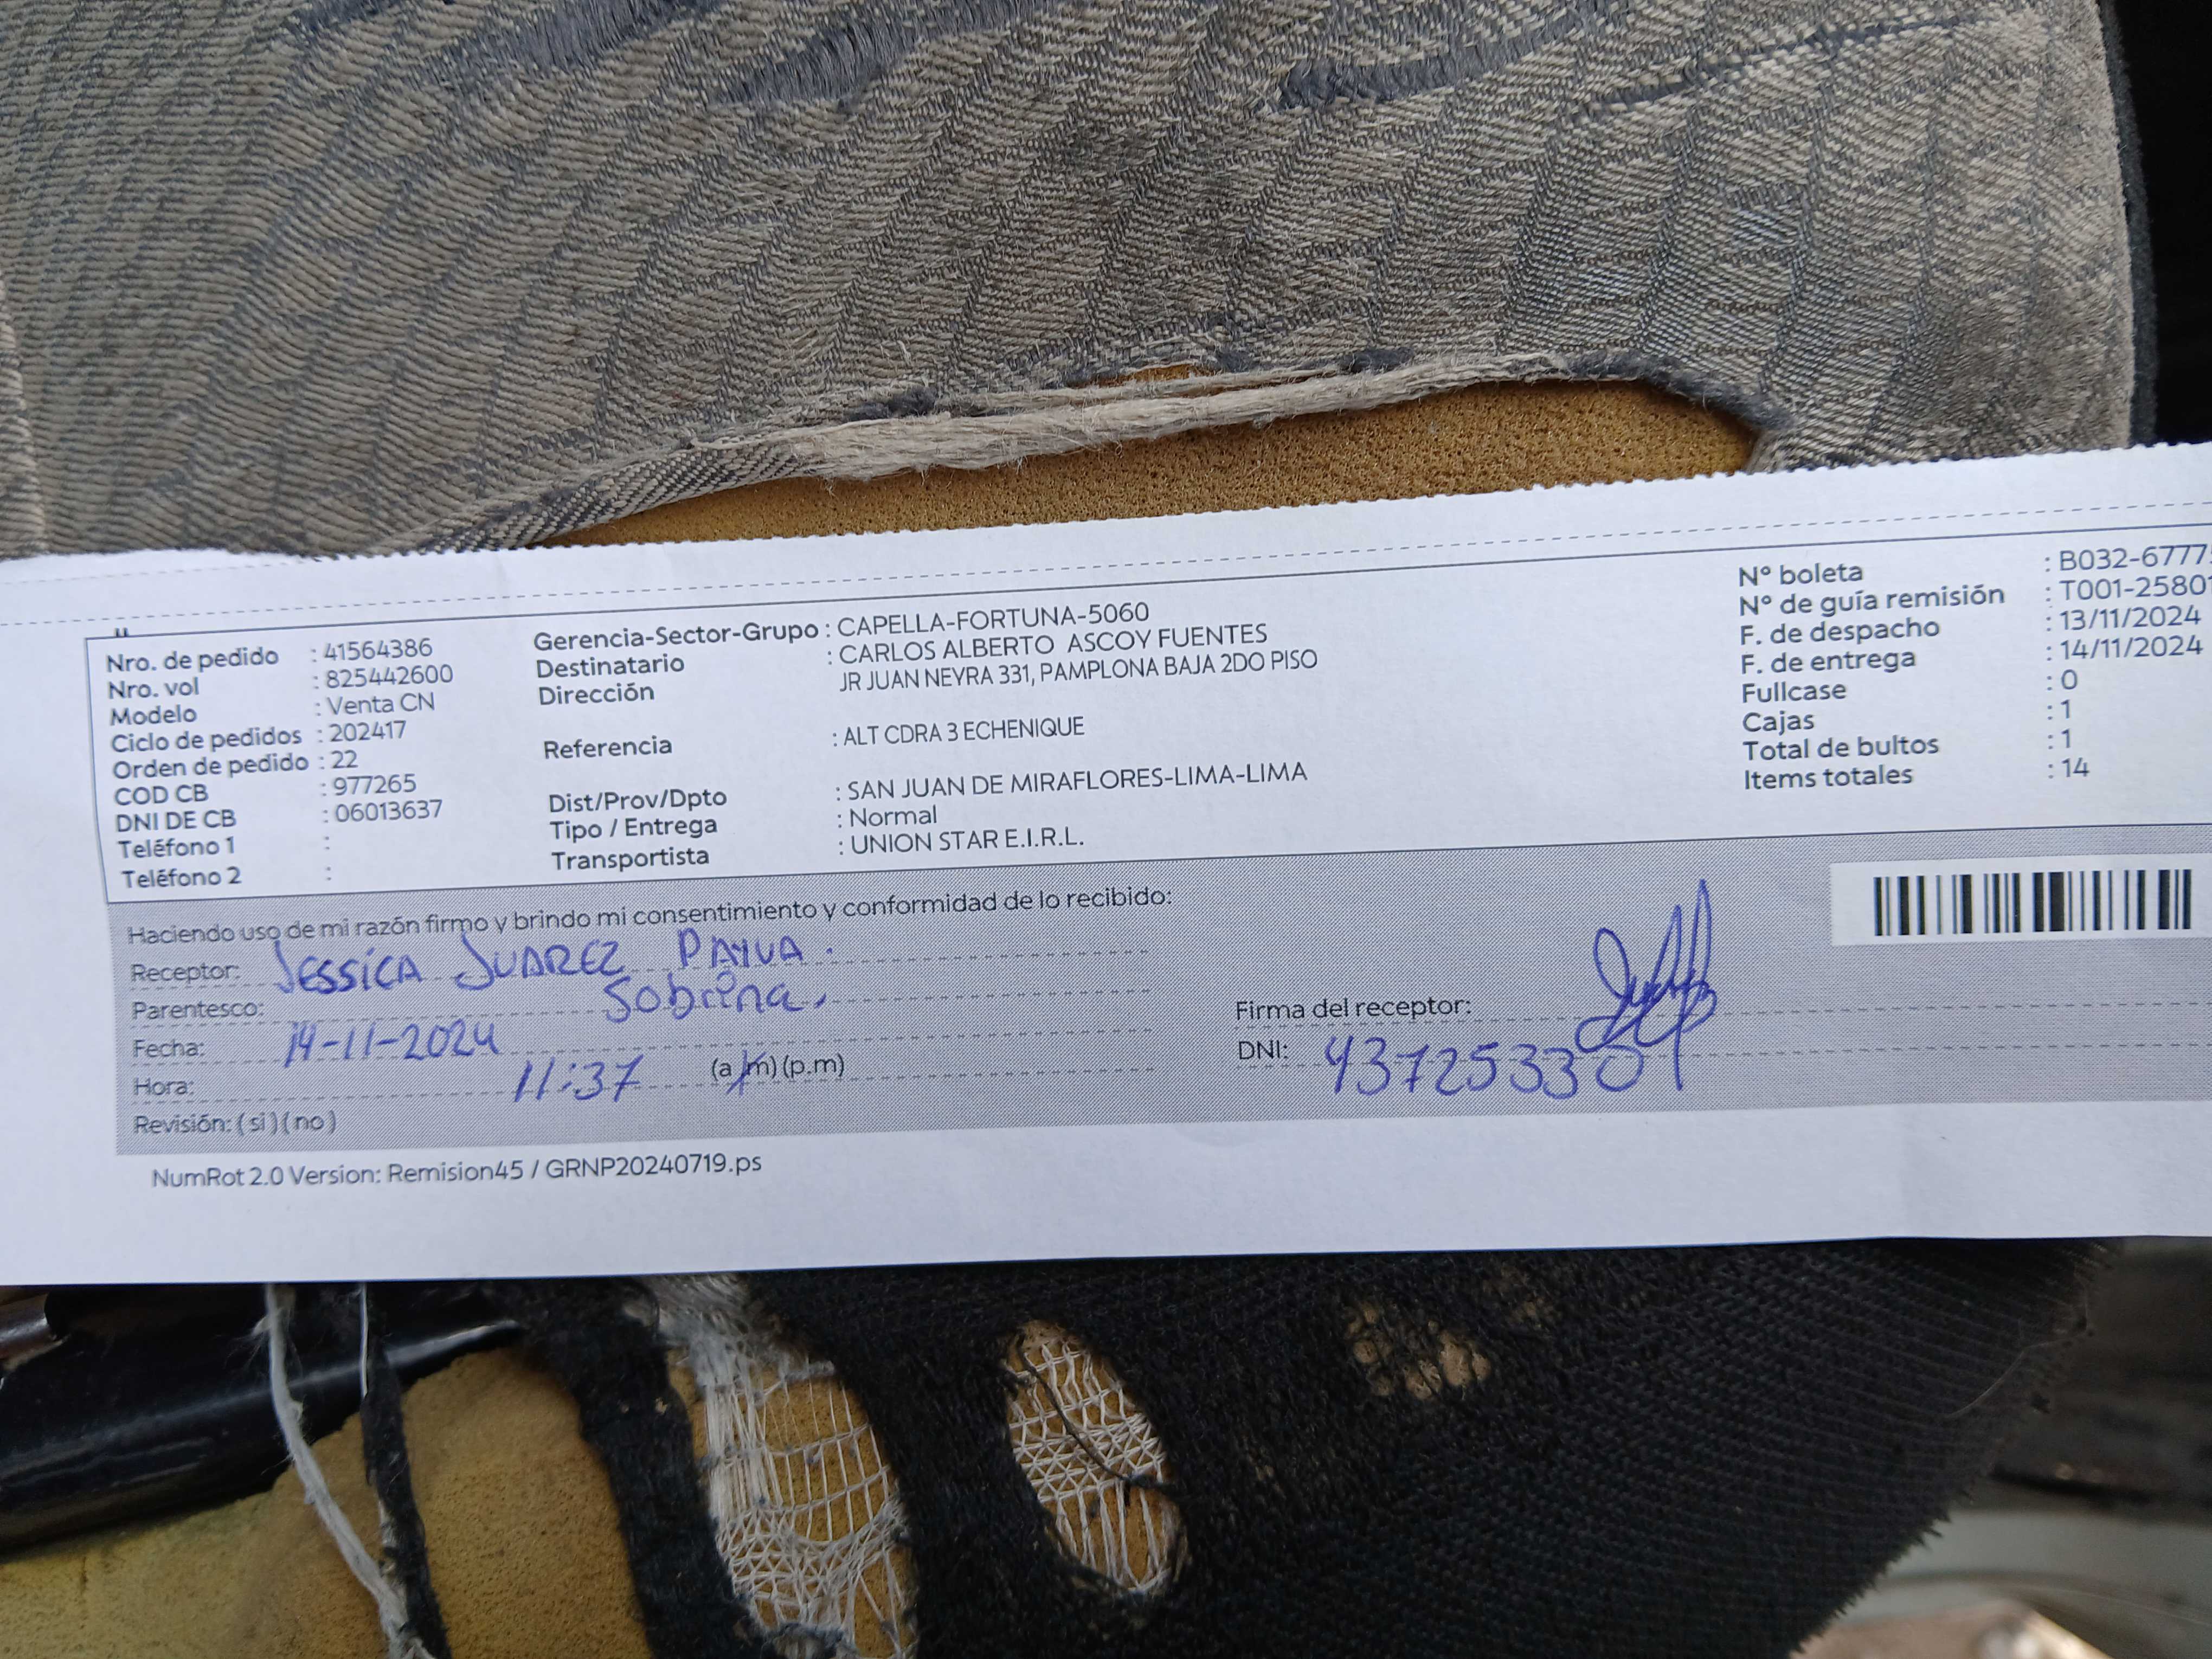 Nro. de pedido : 41564386
Nro. vol : 825442600
Modelo : Venta CN
Ciclo de pedidos : 202417
Orden de pedido : 22
COD CB : 977265
DNI DE CB : 06013637
Teléfono 1 :
Teléfono 2 :
Gerencia-Sector-Grupo : CAPELLA-FORTUNA-5060
Destinatario : CARLOS ALBERTO ASCOY FUENTES
Dirección JR JUAN NEYRA 331, PAMPLONA BAJA 2DO PISO
Referencia : ALT CDRA 3 ECHENIQUE
Dist/Prov/Dpto : SAN JUAN DE MIRAFLORES-LIMA-LIMA
Tipo / Entrega : Normal
Transportista : UNION STAR E.I.R.L.
N° boleta : B032-6777
N° de guía remisión : T001-2580
F. de despacho : 13/11/2024
F. de entrega : 14/11/2024
Fullcase : 0
Cajas : 1
Total de bultos : 1
Items totales : 14
Haciendo uso de mi razón firmo y brindo mi consentimiento y conformidad de lo recibido:
Receptor: JESSICA JUAREZ PAIVA.
Parentesco: Sobrina.
Fecha: 14-11-2024
Hora: 11:37 (a.m) (p.m)
Revisión: (si) (no)
Firma del receptor:
DNI: 43725330
NumRot 2.0 Version: Remision45 / GRNP20240719.ps